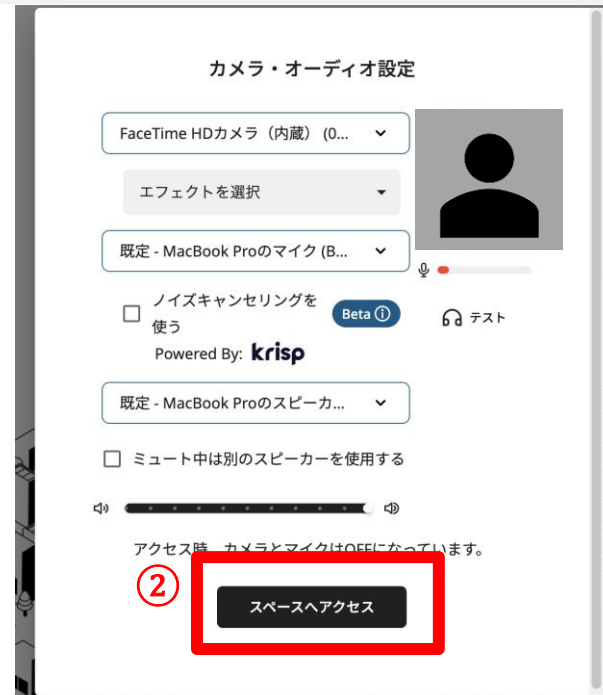 カメラ・オーディオ設定
FaceTime HDカメラ（内蔵） (0...
エフェクトを選択
既定 - MacBook Proのマイク (B...
ノイズキャンセリングを
使う
Beta ⓘ
テスト
Powered By: krisp
既定 - MacBook Proのスピーカ...
ミュート中は別のスピーカーを使用する
アクセス時、カメラとマイクはOFFになっています。
②
スペースへアクセス